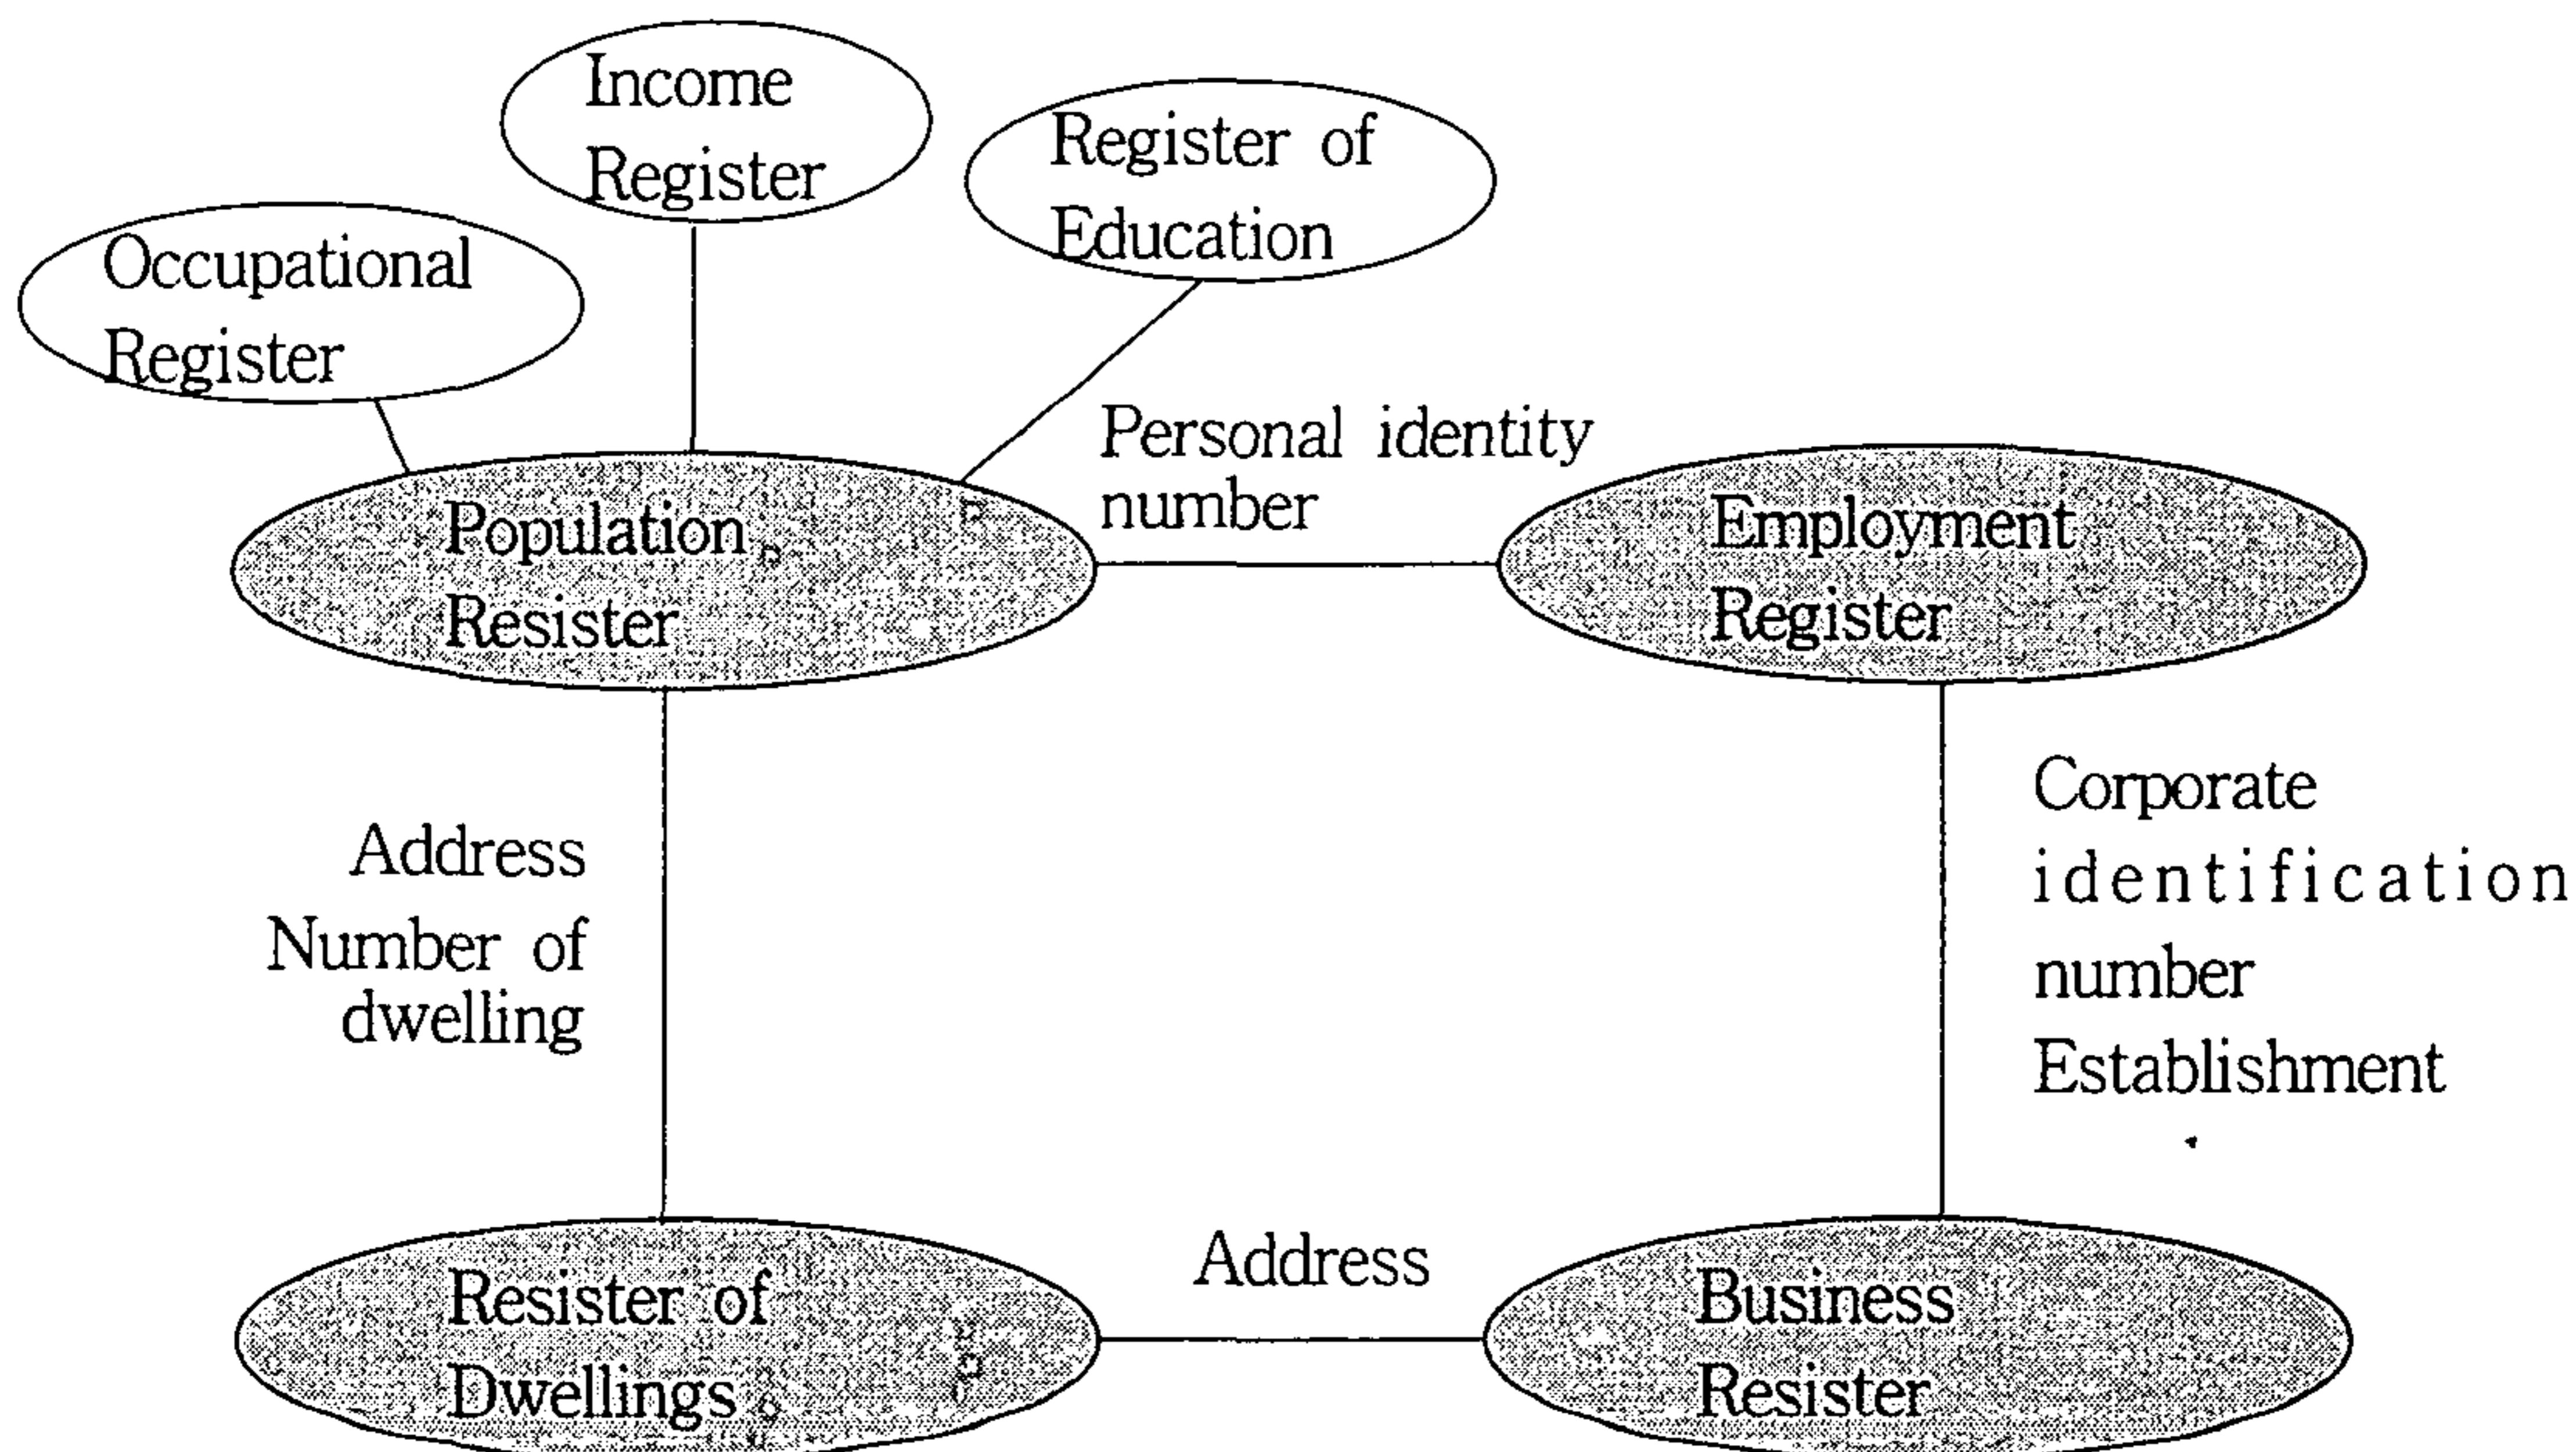 Income
Register
Register of
Education
Occupational
Register
Personal identity
number
Population
Resister
Employment
Register
Address
Number of
dwelling
Corporate
identification
number
Establishment
Resister of
Dwellings
Address
Business
Resister